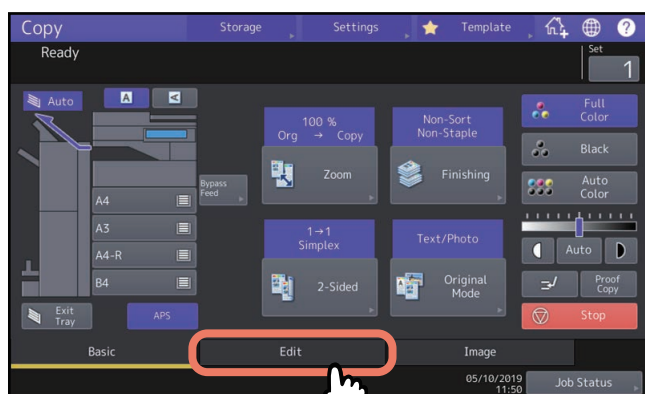 Copy
Storage
Settings
Template
?
Ready
Set
1
Auto
A
A
100 %
Org → Copy
Non-Sort
Non-Staple
Full
Color
Zoom
Finishing
Black
Bypass
Feed
Auto
Color
A4
A3
A4-R
B4
1→1
Simplex
Text/Photo
Auto
2-Sided
Original
Mode
Proof
Copy
Exit
Tray
APS
Stop
Basic
Edit
Image
05/10/2019
11:50
Job Status